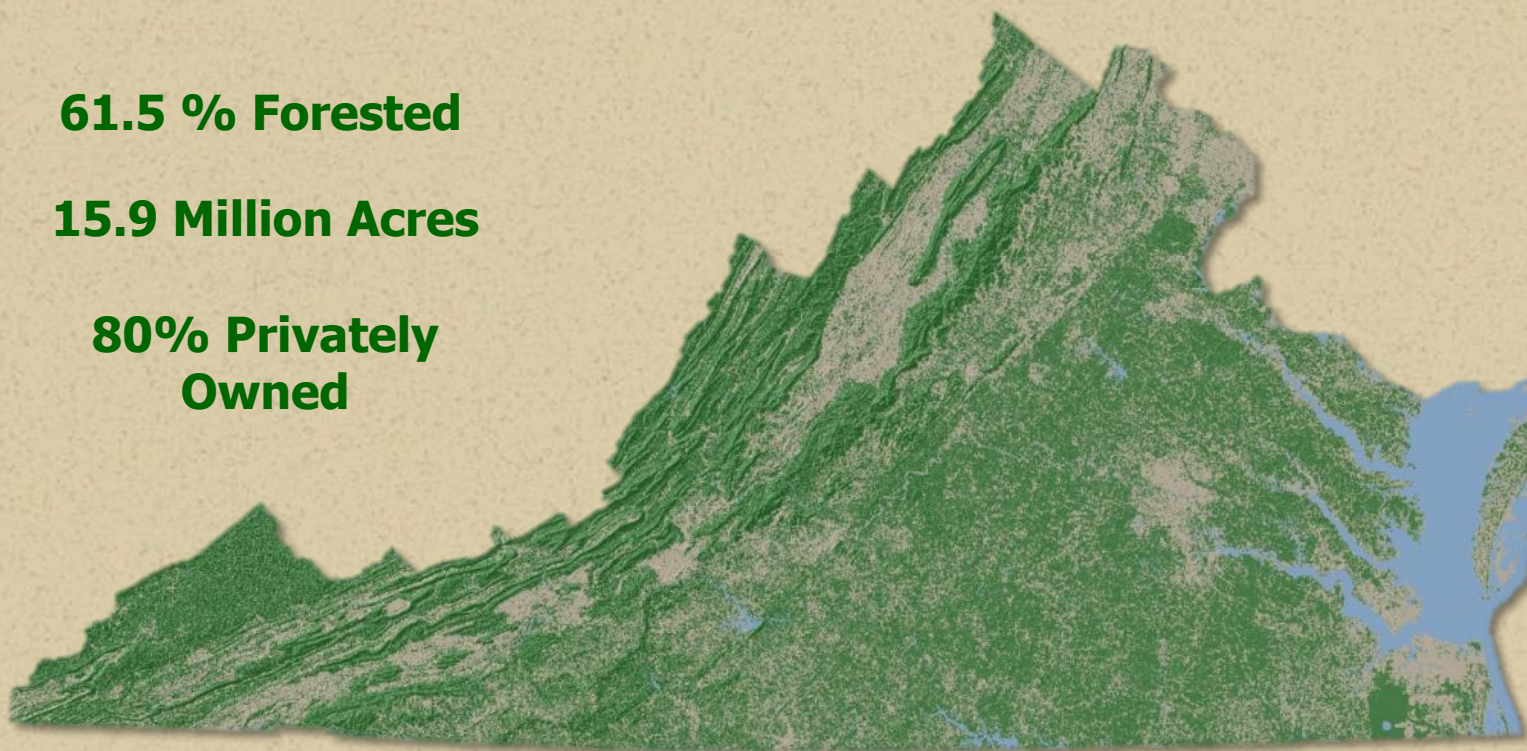 61.5 % Forested
15.9 Million Acres
80% Privately
Owned